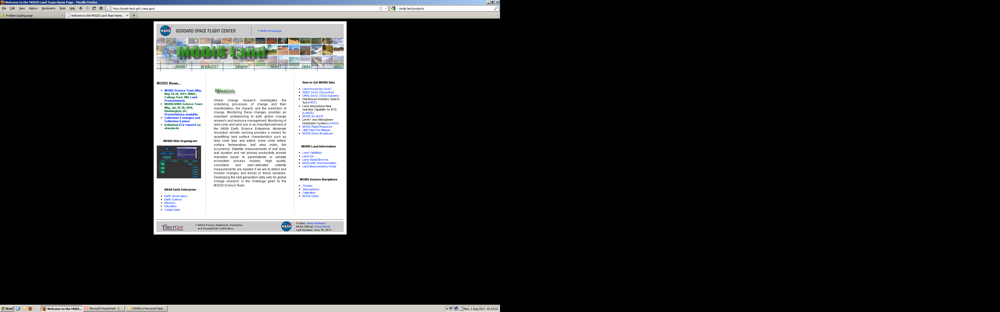 Welcome to the MODIS Land Team Home Page - Mozilla Firefox
File Edit View History Bookmarks Tools Help
http://modis-land.gsfc.nasa.gov/
modis land products
Problem loading page
Welcome to the MODIS Land Team Home...
NASA
GODDARD SPACE FLIGHT CENTER
+ NASA Homepage
MODIS Land
home products people news links tools
MODIS News...
MODIS Science Team Mtg,
May 18-20, 2011, UMUC,
College Park, MD. Land
Presentations.
MODIS/VIIRS Science Team
Mtg, Jan 26-28, 2010,
Washington, DC.
Presentations available.
Collection 5 changes and
Collection 6 plans
Individual ECV reports on
standards
MODIS Web Organigram
NASA Earth Enterprise
Earth Observatory
Earth Science
Missions
Education
Visible Earth
Mission
Global change research investigates the
underlying processes of change and their
manifestation, the impacts and the prediction of
change. Monitoring these changes provides an
important underpinning to both global change
research and resource management. Monitoring of
land cover and land use is an important element of
the NASA Earth Science Enterprise. Moderate
resolution remote sensing provides a means for
quantifying land surface characteristics such as
land cover type and extent, snow cover extent,
surface temperature, leaf area index, fire
occurrence. Satellite measurements of leaf area,
leaf duration and net primary productivity provide
important inputs to parameterize or validate
ecosystem process models. High quality,
consistent and well-calibrated satellite
measurements are needed if we are to detect and
monitor changes and trends in these variables.
Developing the next-generation data sets for global
change research is the challenge given to the
MODIS Science Team.
How to Get MODIS Data
Land Processes DAAC
NSIDC DAAC (Snow/Ice)
ORNL DAAC (ASCII Subsets)
Warehouse Inventory Search
Tool (WIST)
Land Atmosphere Near
real-time Capability for EOS
(LANCE)
MODIS for NACP
Level 1 and Atmosphere
Distribution System (LAADS)
MODIS Rapid Response
UMD Web Fire Mapper
MODIS Direct Broadcast
MODIS Land Information
Land Validation
Land QA
Land Global Browse
MODLAND Grid Information
Land Measurements Portal
MODIS Science Disciplines
Oceans
Atmospheres
Calibration
MODIS Home
FIRSTGOV
Your First Click to the U.S. Government
+ NASA Privacy Statement, Disclaimer,
and Accessibility Certification
NASA
Curator: Jaime Nickeson
NASA Official: Robert Wolfe
Last Updated: June 16, 2011
Start
Welcome to the MODI...
Microsoft PowerPoint - [...
CIPAIR in Personal Folde...
Mon, 1 Aug 2011 10:19:22